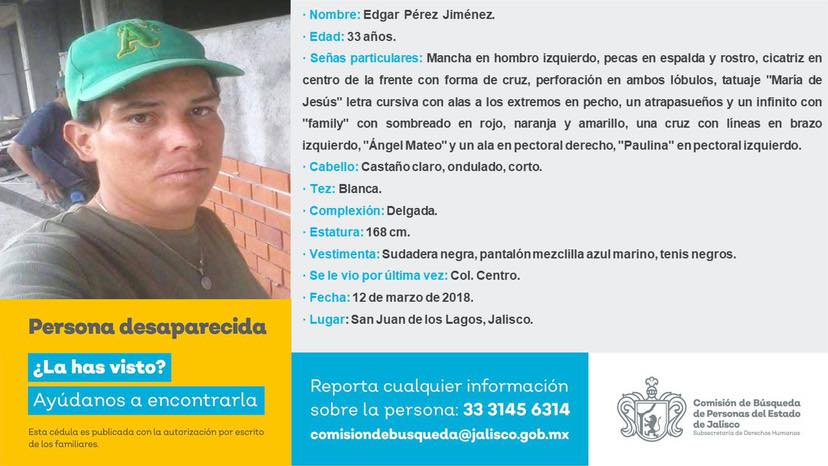 · Nombre: Edgar Pérez Jiménez.
· Edad: 33 años.
· Señas particulares: Mancha en hombro izquierdo, pecas en espalda y rostro, cicatriz en
centro de la frente con forma de cruz, perforación en ambos lóbulos, tatuaje "María de
Jesús" letra cursiva con alas a los extremos en pecho, un atrapasueños y un infinito con
"family" con sombreado en rojo, naranja y amarillo, una cruz con líneas en brazo
izquierdo, "Ángel Mateo" y un ala en pectoral derecho, "Paulina" en pectoral izquierdo.
· Cabello: Castaño claro, ondulado, corto.
· Tez: Blanca.
· Complexión: Delgada.
· Estatura: 168 cm.
· Vestimenta: Sudadera negra, pantalón mezclilla azul marino, tenis negros.
· Se le vio por última vez: Col. Centro.
· Fecha: 12 de marzo de 2018.
· Lugar: San Juan de los Lagos, Jalisco.
Persona desaparecida
¿La has visto?
Ayúdanos a encontrarla
Esta cédula es publicada con la autorización por escrito
de los familiares.
Reporta cualquier información
sobre la persona: 33 3145 6314
comisiondebusqueda@jalisco.gob.mx
Comisión de Búsqueda
de Personas del Estado
de Jalisco
Subsecretaría de Derechos Humanos
A's